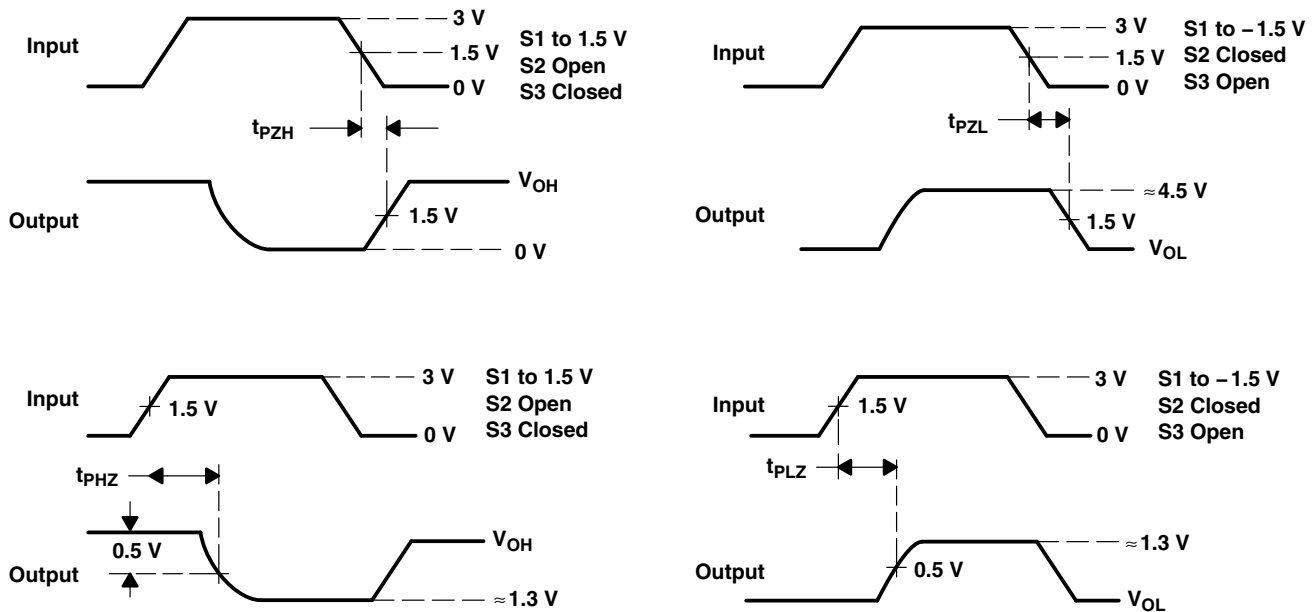 3 V
S1 to 1.5 V
Input
1.5 V
S2 Open
0 V
S3 Closed
tPZH
VOH
Output
1.5 V
0 V
3 V
S1 to –1.5 V
Input
1.5 V
S2 Closed
0 V
S3 Open
tPZL
≈4.5 V
Output
1.5 V
VOL
3 V
S1 to 1.5 V
Input
1.5 V
S2 Open
0 V
S3 Closed
tPHZ
0.5 V
VOH
Output
≈1.3 V
3 V
S1 to –1.5 V
Input
1.5 V
S2 Closed
0 V
S3 Open
tPLZ
≈1.3 V
Output
0.5 V
VOL